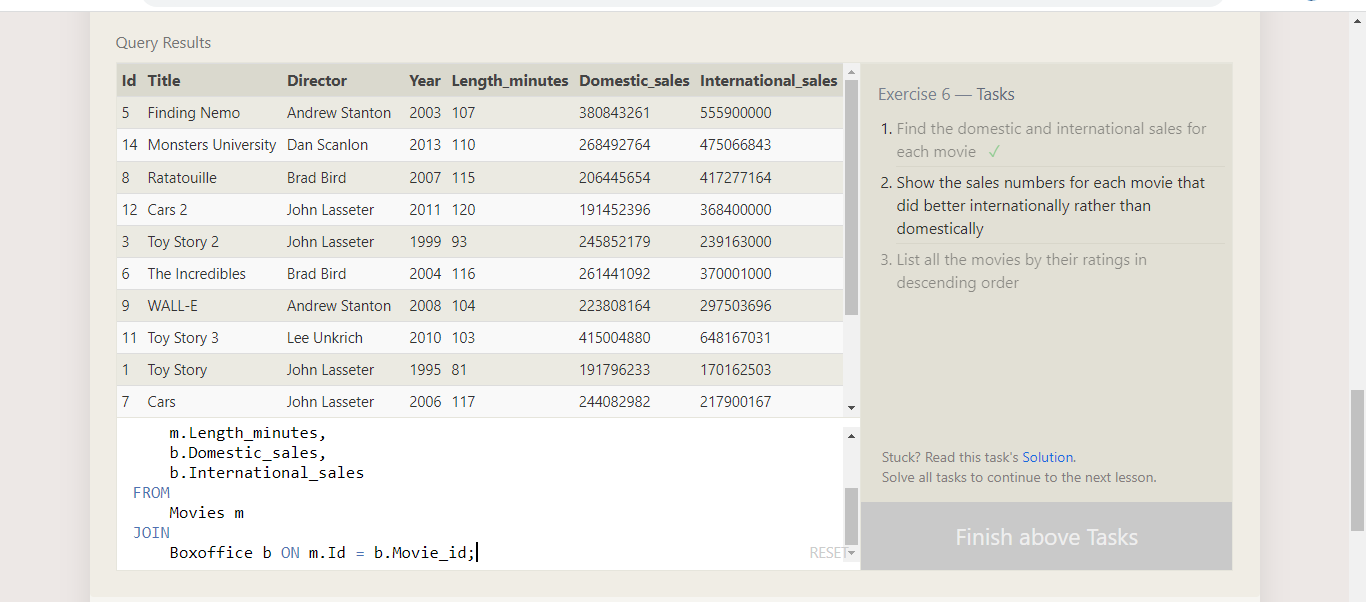 Query Results
Id Title Director Year Length_minutes Domestic_sales International_sales
5 Finding Nemo Andrew Stanton 2003 107 380843261 555900000
14 Monsters University Dan Scanlon 2013 110 268492764 475066843
8 Ratatouille Brad Bird 2007 115 206445654 417277164
12 Cars 2 John Lasseter 2011 120 191452396 368400000
3 Toy Story 2 John Lasseter 1999 93 245852179 239163000
6 The Incredibles Brad Bird 2004 116 261441092 370001000
9 WALL-E Andrew Stanton 2008 104 223808164 297503696
11 Toy Story 3 Lee Unkrich 2010 103 415004880 648167031
1 Toy Story John Lasseter 1995 81 191796233 170162503
7 Cars John Lasseter 2006 117 244082982 217900167
m.Length_minutes,
b.Domestic_sales,
b.International_sales
FROM
Movies m
JOIN
Boxoffice b ON m.Id = b.Movie_id;
RESET
Exercise 6 — Tasks
1. Find the domestic and international sales for
each movie ✓
2. Show the sales numbers for each movie that
did better internationally rather than
domestically
3. List all the movies by their ratings in
descending order
Stuck? Read this task's Solution.
Solve all tasks to continue to the next lesson.
Finish above Tasks